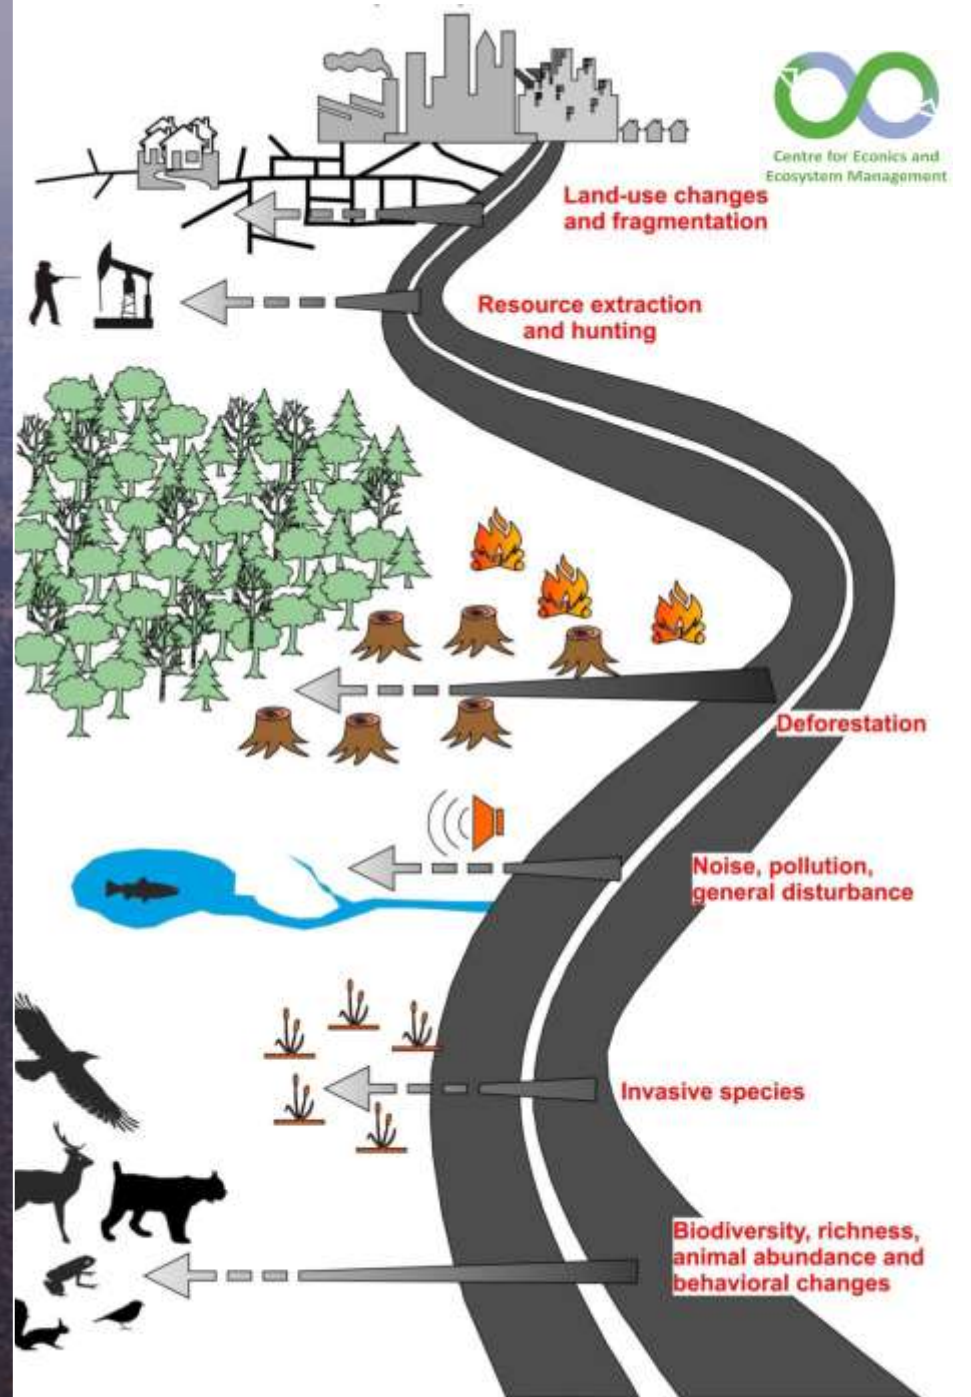 Centre for Econics and
Ecosystem Management
Land-use changes
and fragmentation
Resource extraction
and hunting
Deforestation
Noise, pollution,
general disturbance
Invasive species
Biodiversity, richness,
animal abundance and
behavioral changes